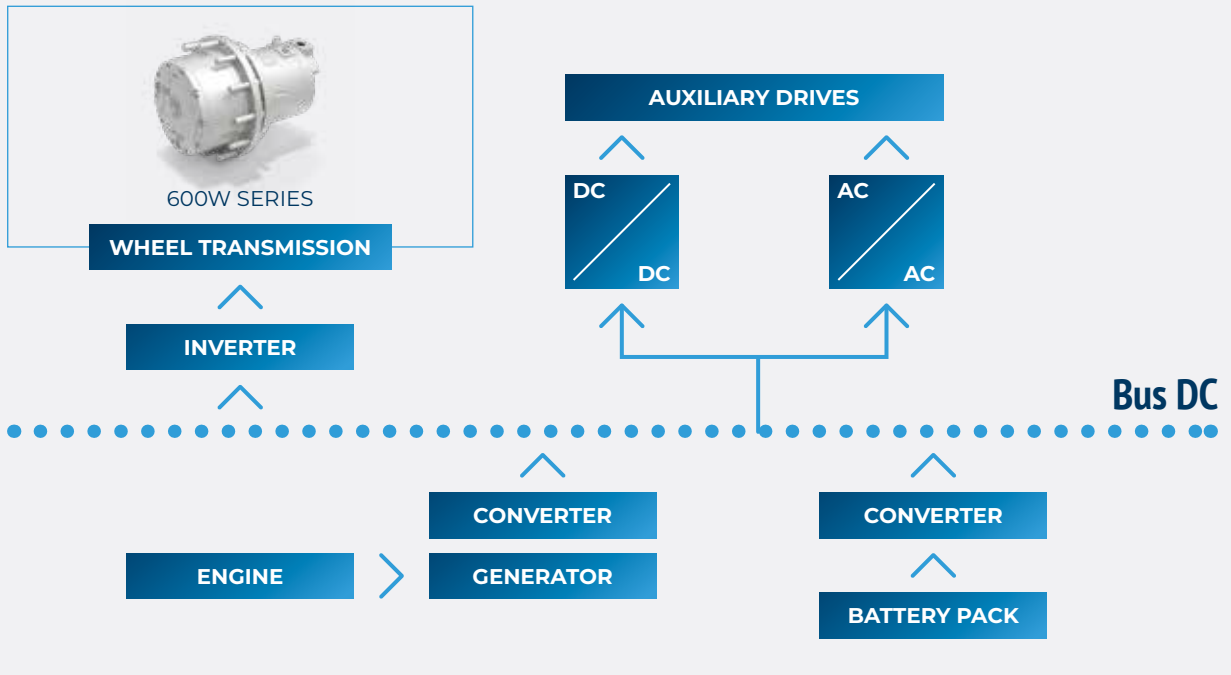 600W SERIES
WHEEL TRANSMISSION
INVERTER
AUXILIARY DRIVES
DC
DC
AC
AC
Bus DC
CONVERTER
CONVERTER
ENGINE
GENERATOR
BATTERY PACK